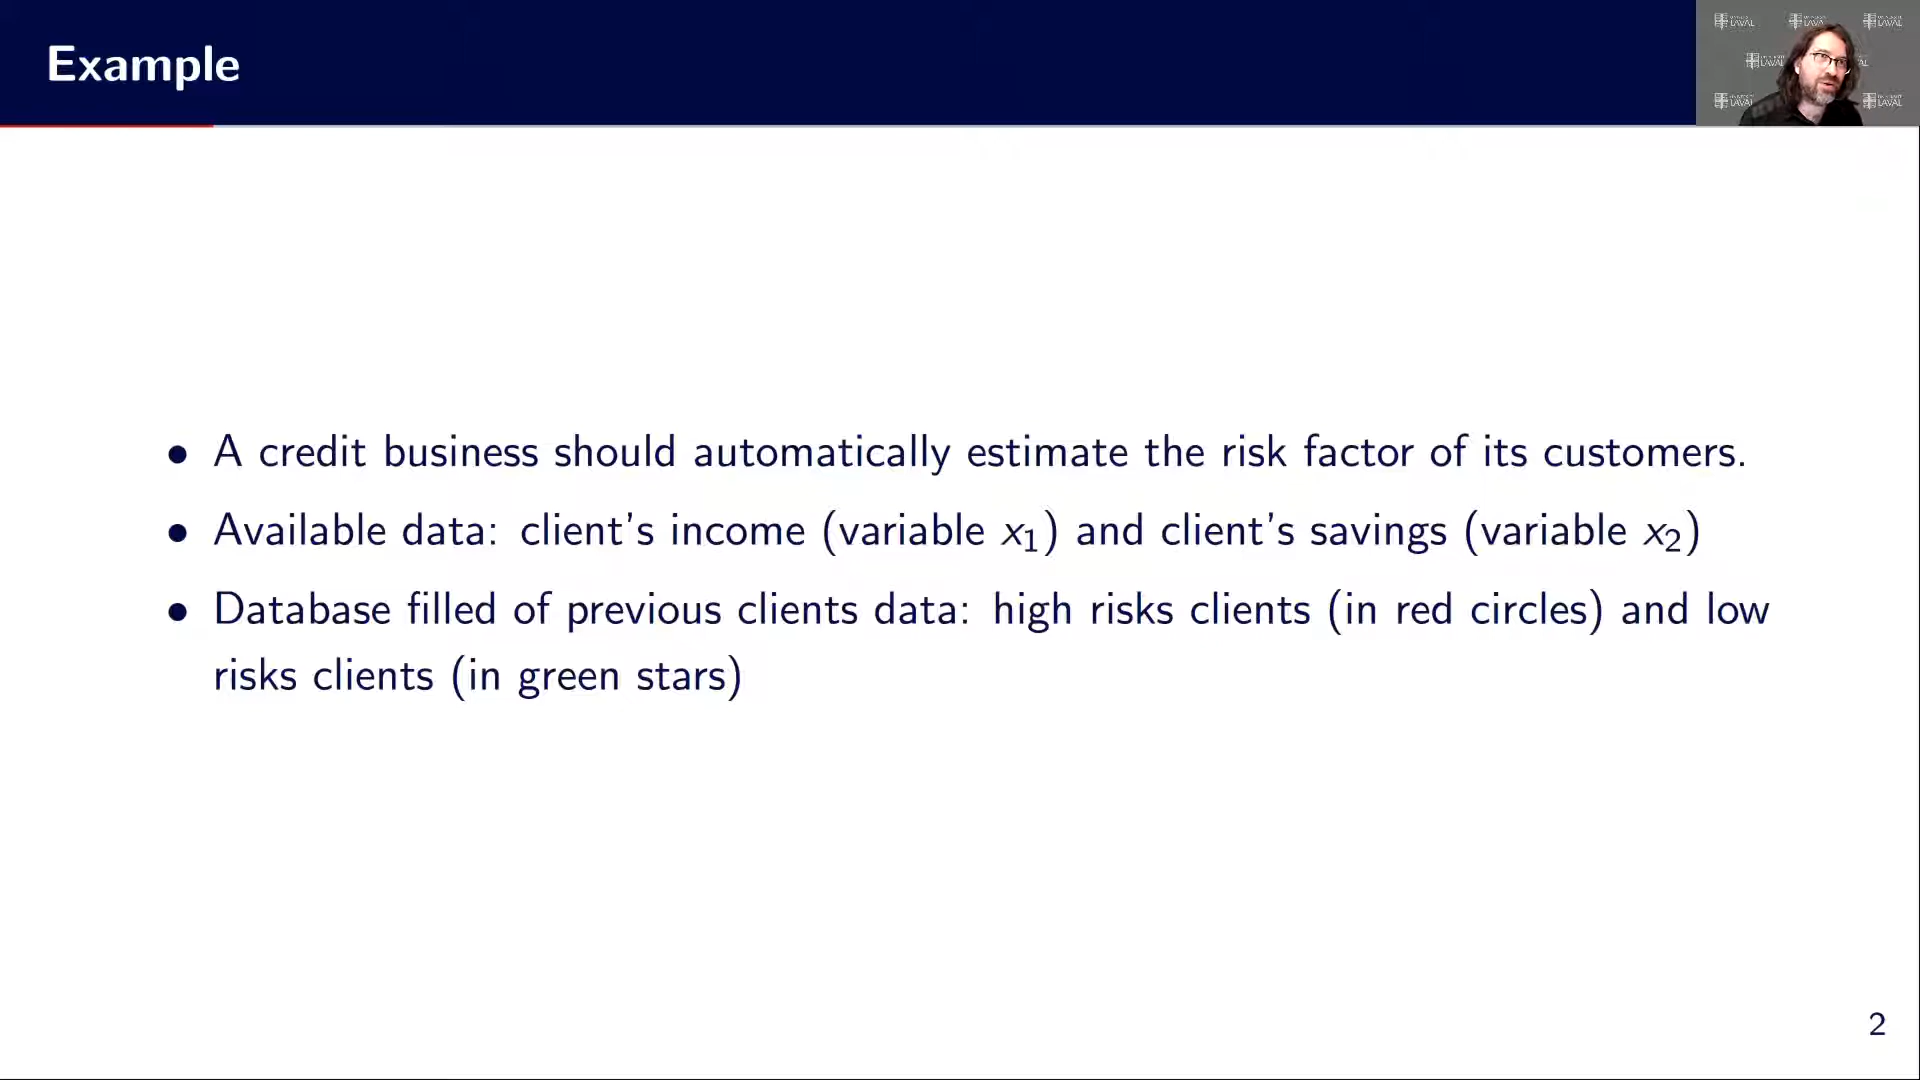 Example
UNIVERSITÉ LAVAL
• A credit business should automatically estimate the risk factor of its customers.
• Available data: client's income (variable x₁) and client's savings (variable x₂)
• Database filled of previous clients data: high risks clients (in red circles) and low
risks clients (in green stars)
2